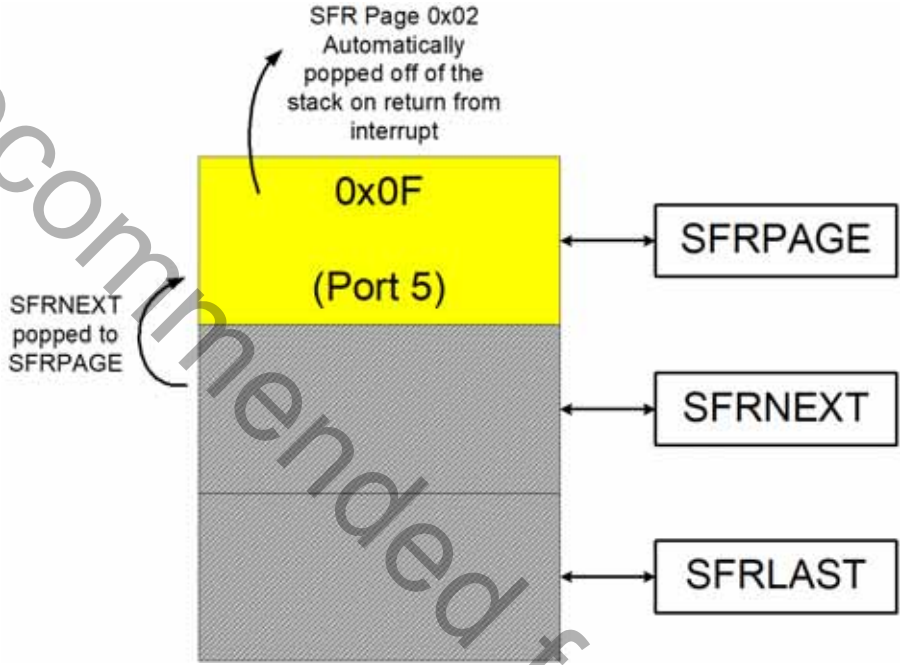 SFR Page 0x02
Automatically
popped off of the
stack on return from
interrupt
0x0F
(Port 5)
SFRPAGE
SFRNEXT
popped to
SFRPAGE
SFRNEXT
SFRLAST
ecommended f